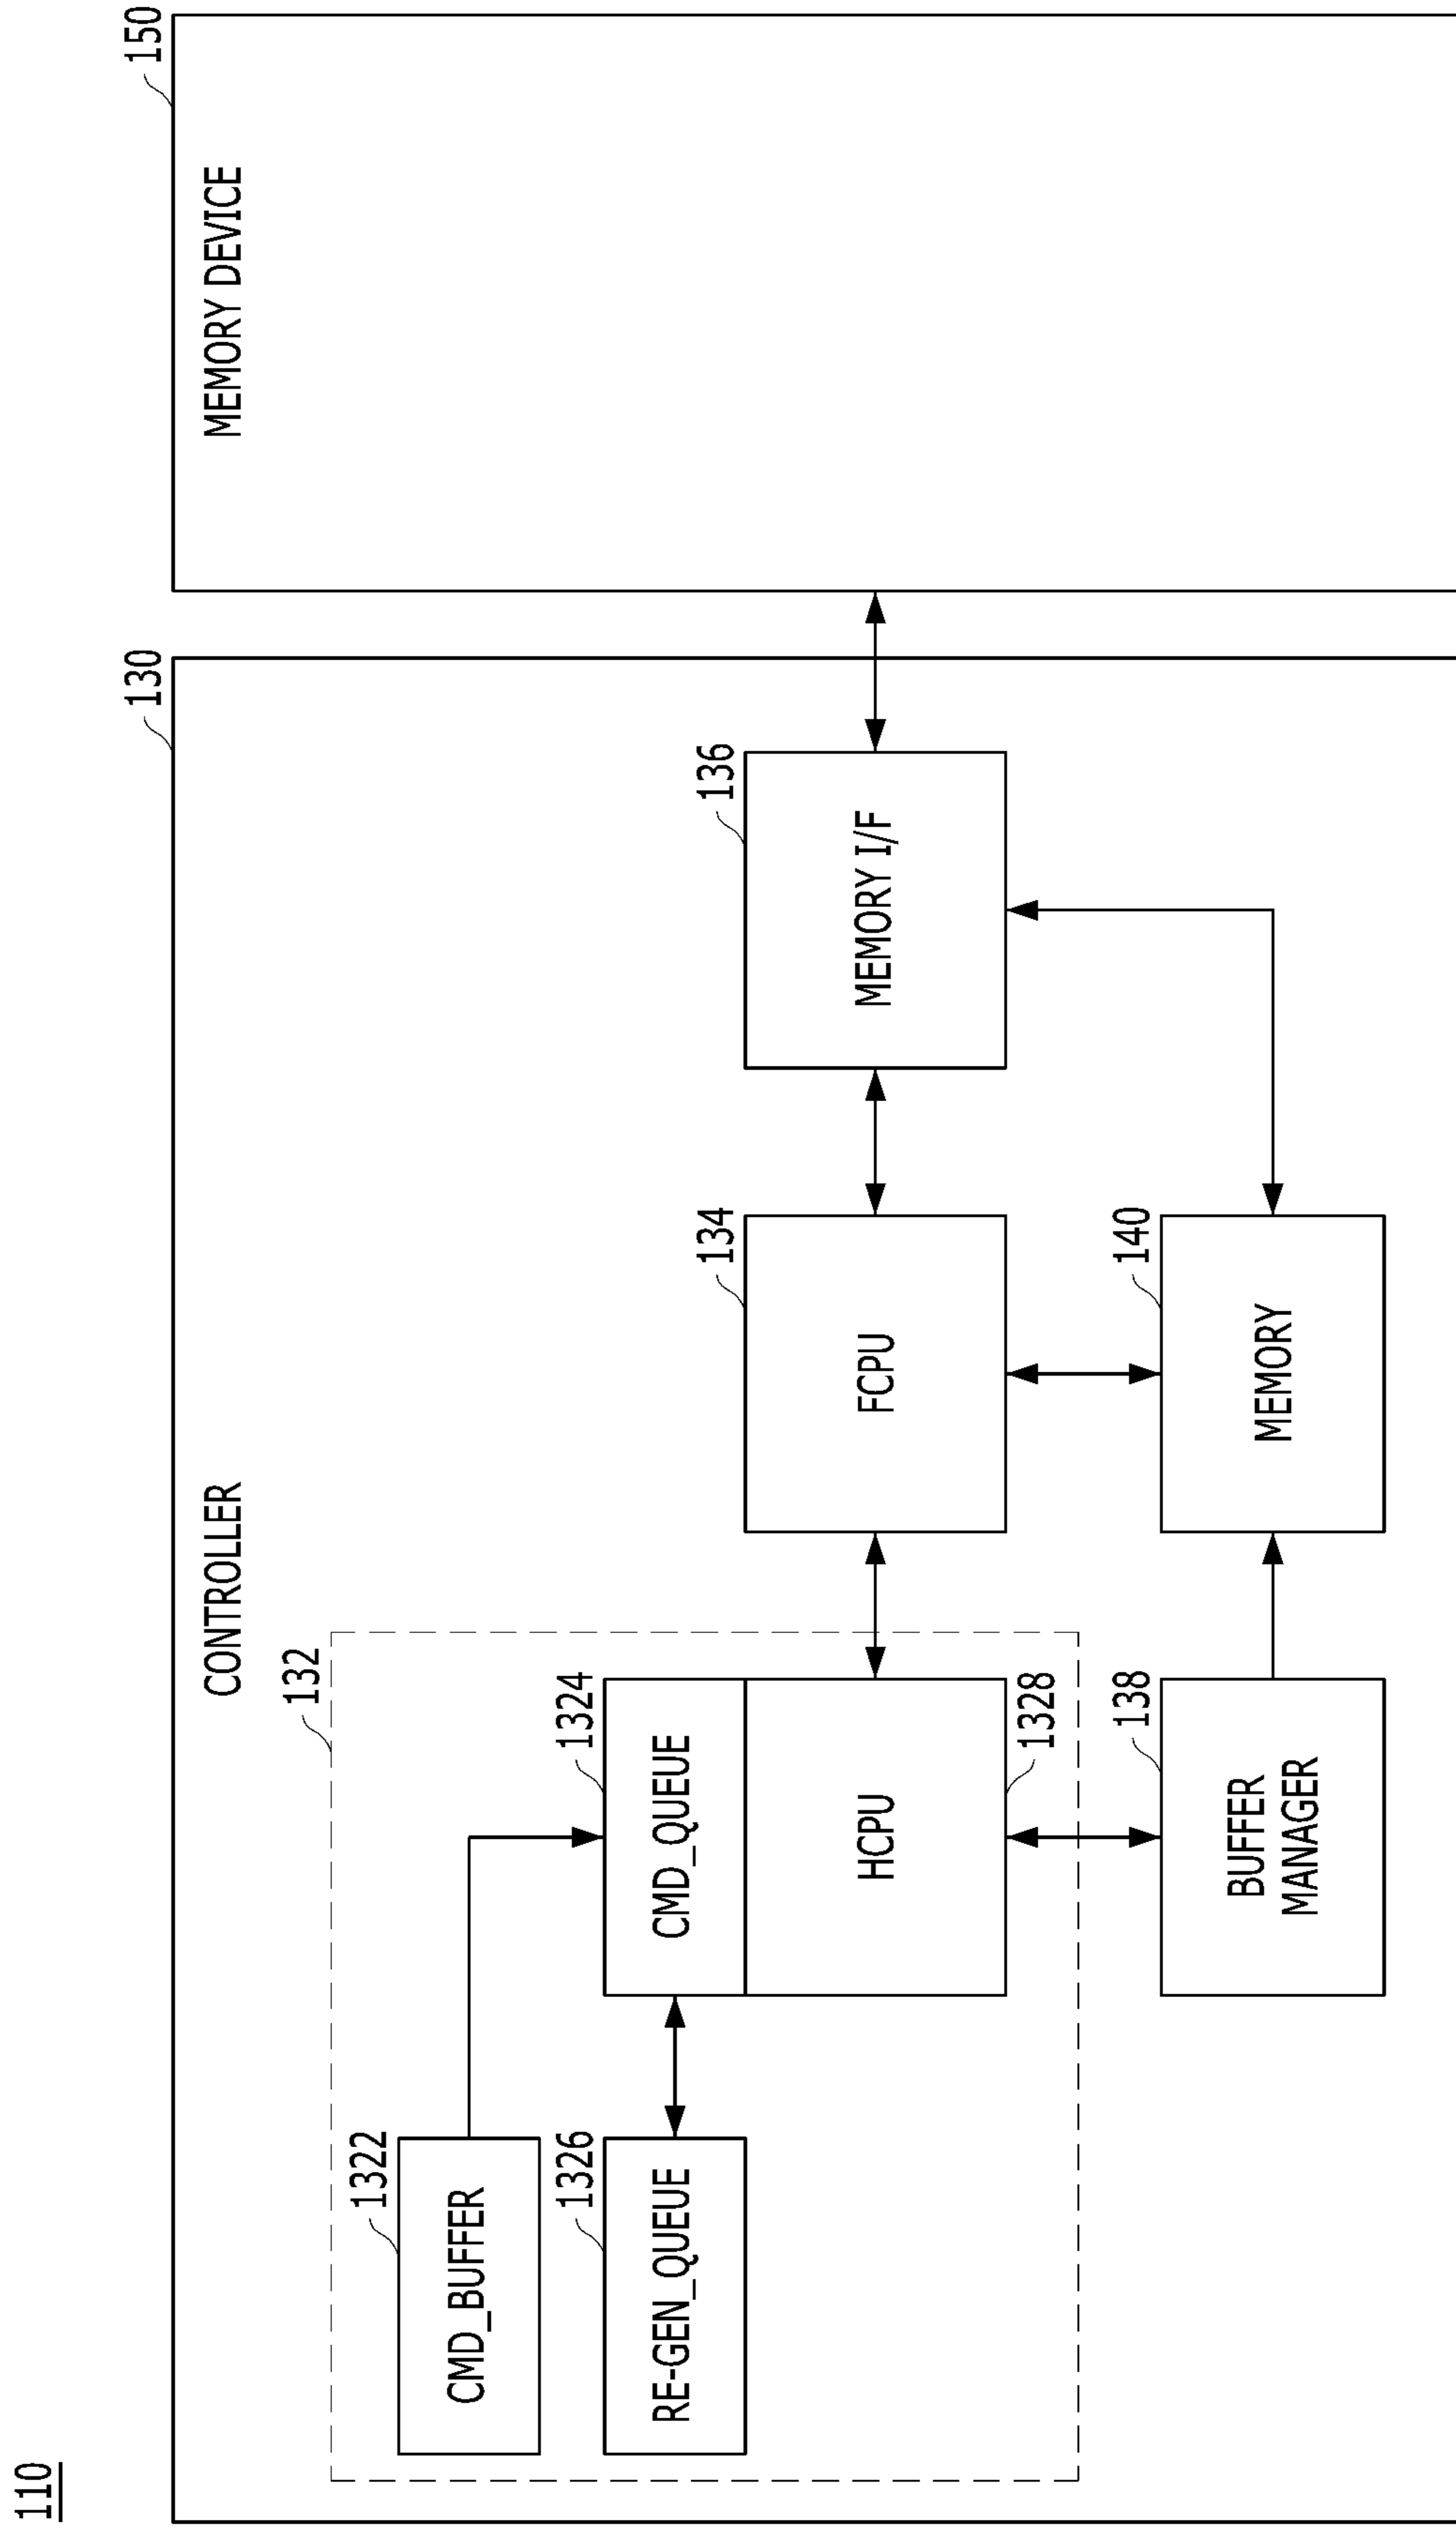 110
CONTROLLER
130
MEMORY DEVICE
150
132
CMD_BUFFER
1322
CMD_QUEUE
1324
RE-GEN_QUEUE
1326
HCPU
1328
FCPU
134
MEMORY I/F
136
BUFFER
MANAGER
138
MEMORY
140